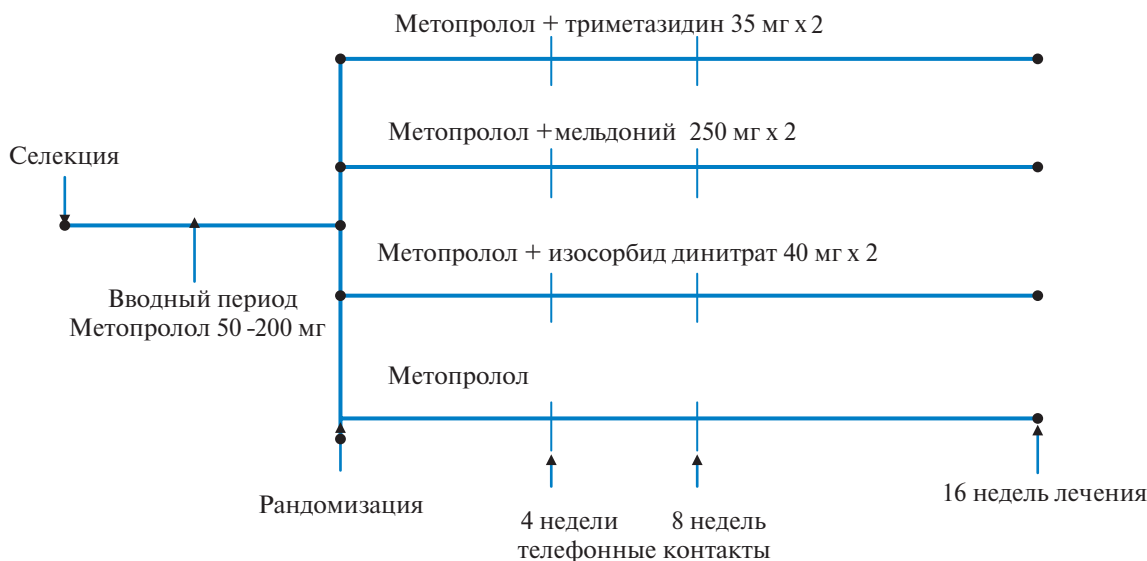 Метопролол + триметазидин 35 мг х 2
Метопролол +мельдоний 250 мг х 2
Селекция
Метопролол + изосорбид динитрат 40 мг х 2
Вводный период
Метопролол 50 -200 мг
Метопролол
Рандомизация
4 недели
8 недель
телефонные контакты
16 недель лечения